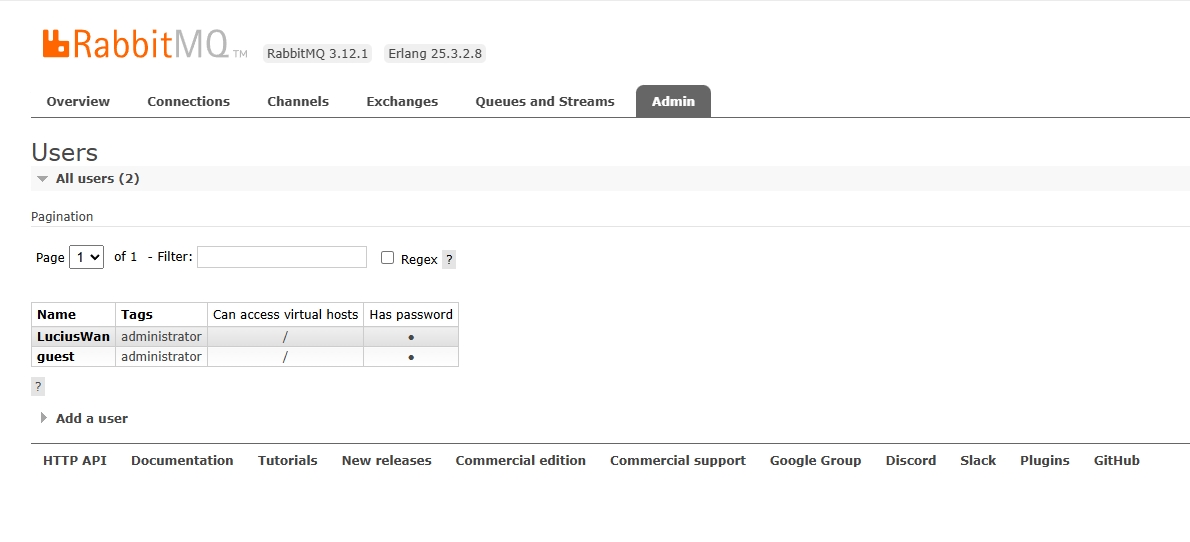 RabbitMQ TM RabbitMQ 3.12.1 Erlang 25.3.2.8
Overview Connections Channels Exchanges Queues and Streams Admin
Users
All users (2)
Pagination
Page 1 of 1 - Filter: Regex ?
Name Tags Can access virtual hosts Has password
LuciusWan administrator / ●
guest administrator / ●
?
Add a user
HTTP API Documentation Tutorials New releases Commercial edition Commercial support Google Group Discord Slack Plugins GitHub